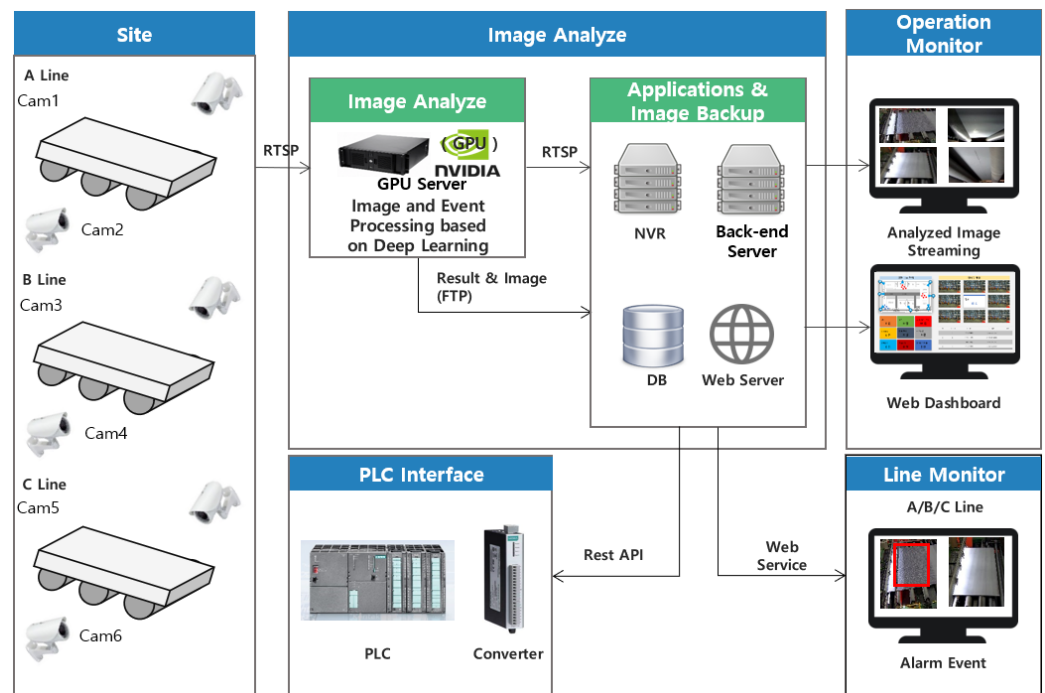 Site
A Line
Cam1
Cam2
B Line
Cam3
Cam4
C Line
Cam5
Cam6
RTSP
Image Analyze
Image Analyze
( GPU )
NVIDIA
GPU Server
Image and Event
Processing based
on Deep Learning
RTSP
Result & Image
(FTP)
Applications &
Image Backup
NVR
Back-end
Server
DB
Web Server
Operation
Monitor
Analyzed Image
Streaming
Web Dashboard
PLC Interface
PLC
Converter
Rest API
Web
Service
Line Monitor
A/B/C Line
Alarm Event